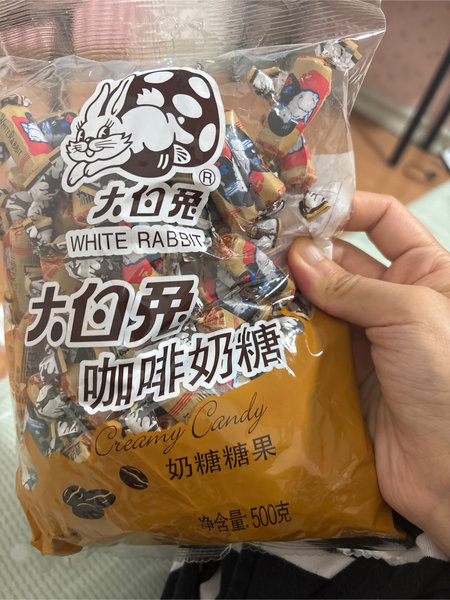 ®
大白兔
WHITE RABBIT
大白兔
咖啡奶糖
Creamy Candy
奶糖糖果
净含量: 500克